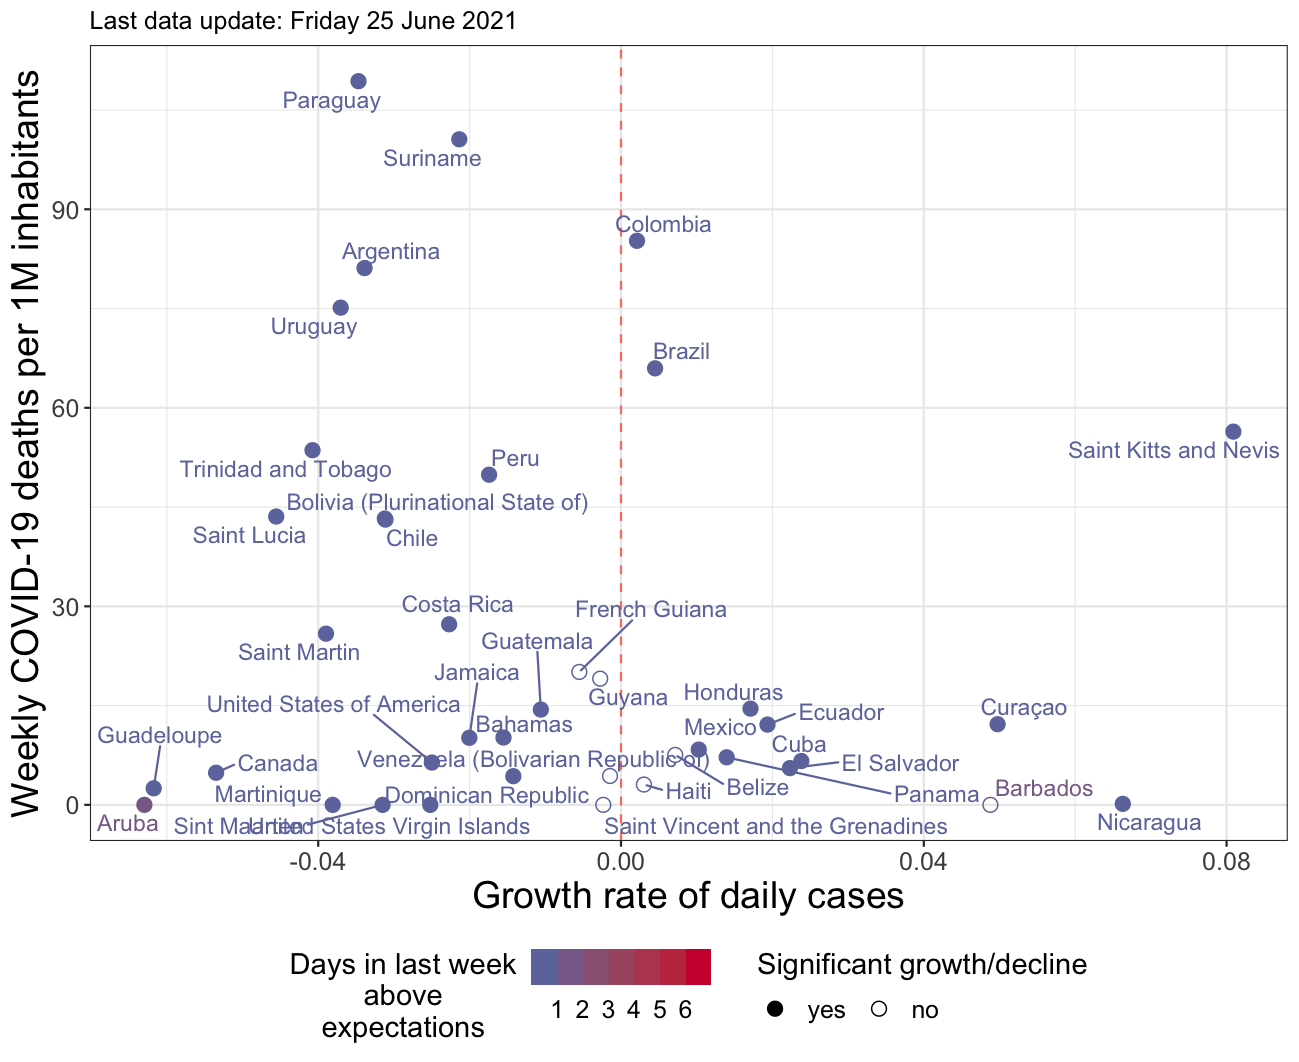 Last data update: Friday 25 June 2021
Weekly COVID-19 deaths per 1M inhabitants
Paraguay
Suriname
90
Colombia
Argentina
Uruguay
Brazil
60
Saint Kitts and Nevis
Peru
Trinidad and Tobago
Bolivia (Plurinational State of)
Saint Lucia
Chile
30
Costa Rica
French Guiana
Guatemala
Saint Martin
Jamaica
Honduras
Guyana
United States of America
Curaçao
Ecuador
Bahamas
Mexico
Guadeloupe
Cuba
Venezuela (Bolivarian Republic of)
Canada
El Salvador
Belize
Barbados
Haiti
Martinique
Dominican Republic
Panama
0
Aruba
Sint Maarten
United States Virgin Islands
Saint Vincent and the Grenadines
Nicaragua
-0.04 0.00 0.04 0.08
Growth rate of daily cases
Days in last week
above
expectations
1 2 3 4 5 6
Significant growth/decline
yes no